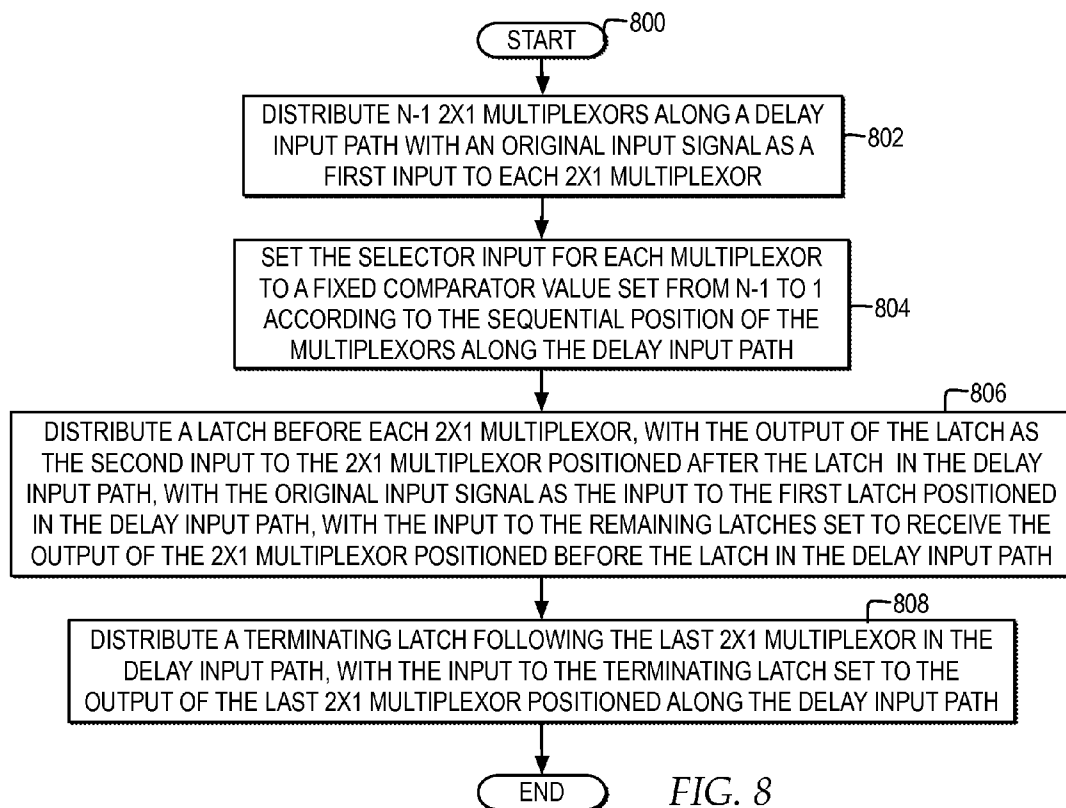 START
800
DISTRIBUTE N-1 2X1 MULTIPLEXORS ALONG A DELAY
INPUT PATH WITH AN ORIGINAL INPUT SIGNAL AS A
FIRST INPUT TO EACH 2X1 MULTIPLEXOR
802
SET THE SELECTOR INPUT FOR EACH MULTIPLEXOR
TO A FIXED COMPARATOR VALUE SET FROM N-1 TO 1
ACCORDING TO THE SEQUENTIAL POSITION OF THE
MULTIPLEXORS ALONG THE DELAY INPUT PATH
804
806
DISTRIBUTE A LATCH BEFORE EACH 2X1 MULTIPLEXOR, WITH THE OUTPUT OF THE LATCH AS
THE SECOND INPUT TO THE 2X1 MULTIPLEXOR POSITIONED AFTER THE LATCH IN THE DELAY
INPUT PATH, WITH THE ORIGINAL INPUT SIGNAL AS THE INPUT TO THE FIRST LATCH POSITIONED
IN THE DELAY INPUT PATH, WITH THE INPUT TO THE REMAINING LATCHES SET TO RECEIVE THE
OUTPUT OF THE 2X1 MULTIPLEXOR POSITIONED BEFORE THE LATCH IN THE DELAY INPUT PATH
808
DISTRIBUTE A TERMINATING LATCH FOLLOWING THE LAST 2X1 MULTIPLEXOR IN THE
DELAY INPUT PATH, WITH THE INPUT TO THE TERMINATING LATCH SET TO THE
OUTPUT OF THE LAST 2X1 MULTIPLEXOR POSITIONED ALONG THE DELAY INPUT PATH
END
FIG. 8